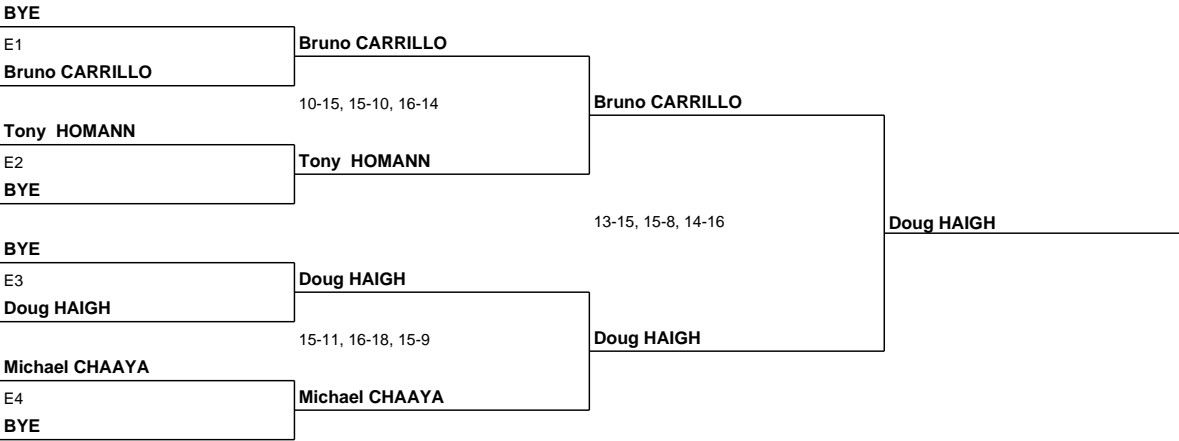 BYE
E1
Bruno CARRILLO
Bruno CARRILLO
10-15, 15-10, 16-14
Bruno CARRILLO
Tony  HOMANN
E2
Tony  HOMANN
BYE
13-15, 15-8, 14-16
Doug HAIGH
BYE
E3
Doug HAIGH
Doug HAIGH
15-11, 16-18, 15-9
Doug HAIGH
Michael CHAAYA
E4
Michael CHAAYA
BYE